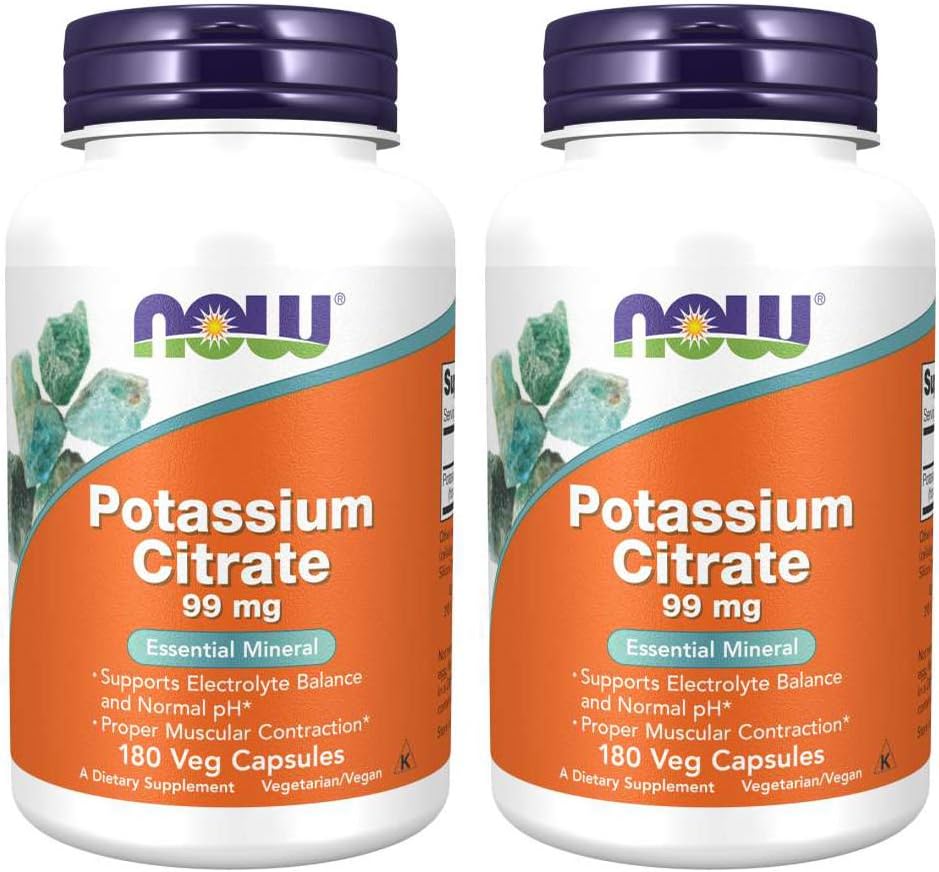 NOW®
Potassium
Citrate
99 mg
Essential Mineral
· Supports Electrolyte Balance
and Normal pH*
· Proper Muscular Contraction*
180 Veg Capsules
A Dietary Supplement Vegetarian/Vegan
K
NOW®
Potassium
Citrate
99 mg
Essential Mineral
· Supports Electrolyte Balance
and Normal pH*
· Proper Muscular Contraction*
180 Veg Capsules
A Dietary Supplement Vegetarian/Vegan
K